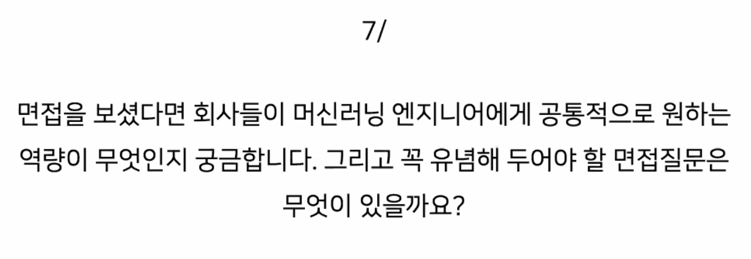 7/
면접을 보셨다면 회사들이 머신러닝 엔지니어에게 공통적으로 원하는
역량이 무엇인지 궁금합니다. 그리고 꼭 유념해 두어야 할 면접질문은
무엇이 있을까요?